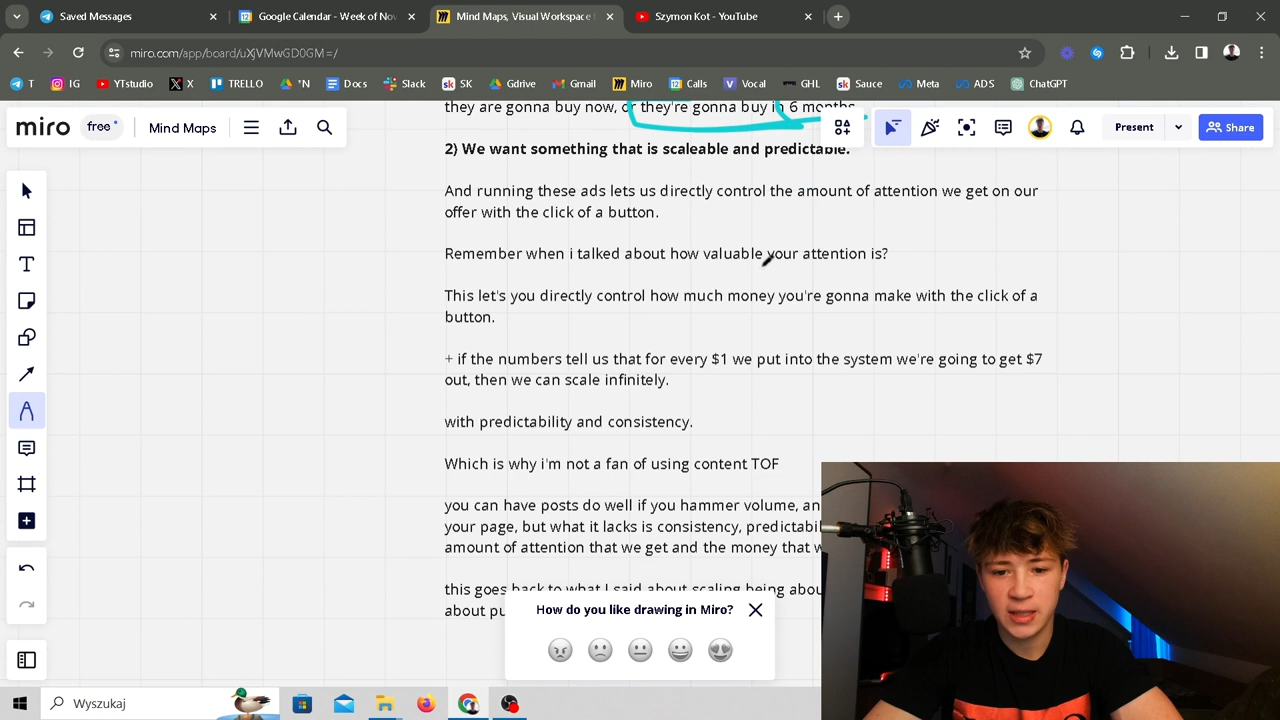 Saved Messages
Google Calendar - Week of Nov
Mind Maps, Visual Workspace
Szymon Kot - YouTube
miro.com/app/board/uXjVMwGD0GM=/
T
IG
YTstudio
X
TRELLO
*N
Docs
Slack
SK
Gdrive
Gmail
Miro
Calls
Vocal
GHL
Sauce
Meta
ADS
ChatGPT
they are gonna buy now, or they're gonna buy in 6 months
miro
free
Mind Maps
Present
Share
2) We want something that is scaleable and predictable.
And running these ads lets us directly control the amount of attention we get on our
offer with the click of a button.
Remember when i talked about how valuable your attention is?
This let's you directly control how much money you're gonna make with the click of a
button.
+ if the numbers tell us that for every $1 we put into the system we're going to get $7
out, then we can scale infinitely.
with predictability and consistency.
Which is why i'm not a fan of using content TOF
you can have posts do well if you hammer volume, an
your page, but what it lacks is consistency, predictabil
amount of attention that we get and the money that w
this goes back to what I said about scaling being abou
about pu
How do you like drawing in Miro?
Wyszukaj